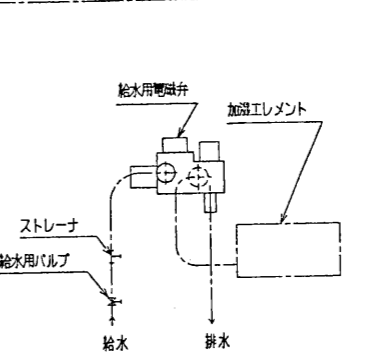 給水用電磁弁
加湿エレメント
ストレーナ
給水用バルブ
給水
排水